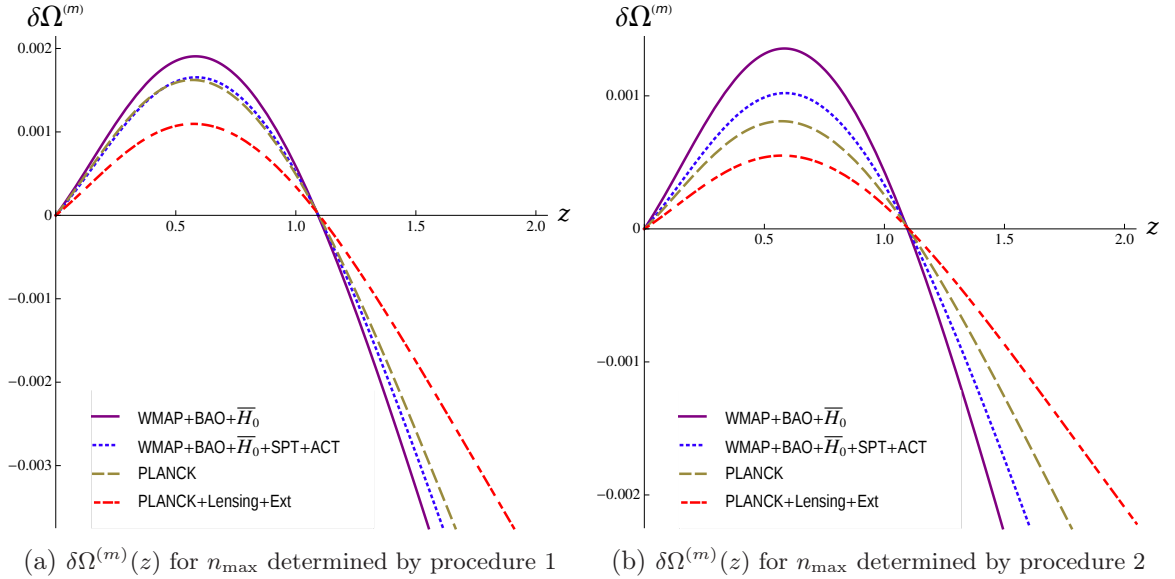 δΩ^(m)
0.002
0.001
0
−0.001
−0.002
−0.003
0.5
1.0
1.5
2.0
z
WMAP+BAO+H̅₀
WMAP+BAO+H̅₀+SPT+ACT
PLANCK
PLANCK+Lensing+Ext
(a) δΩ^(m)(z) for n_max determined by procedure 1
δΩ^(m)
0.001
0
−0.001
−0.002
0.5
1.0
1.5
2.0
z
WMAP+BAO+H̅₀
WMAP+BAO+H̅₀+SPT+ACT
PLANCK
PLANCK+Lensing+Ext
(b) δΩ^(m)(z) for n_max determined by procedure 2